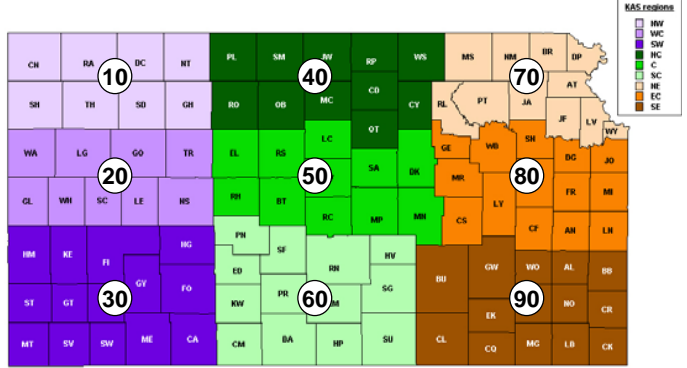 KAS regions
NW
WC
SW
NC
C
SC
NE
EC
SE
CN RA DC NT PL SM JW RP WS MS NM BR DP
10 40 70
AT
CD
SH TH SD GH RO OB MC CY RL PT JA
JF LV
WY
OT
WA LG GO TR EL RS LC GE WB SH DG JO
20 50 80
SA DK
MR
FR MI
GL WH SC LE NS RH BT RC MP MN CS LY CF AN LN
PN SF
HM KE FI HG RN HV BU GW WO AL BB
ED
GY FO PR SG
30 60 90
ST GT KW M EK NO CR
MT SV SW ME CA CM BA HP SU CL CQ MG LB CK